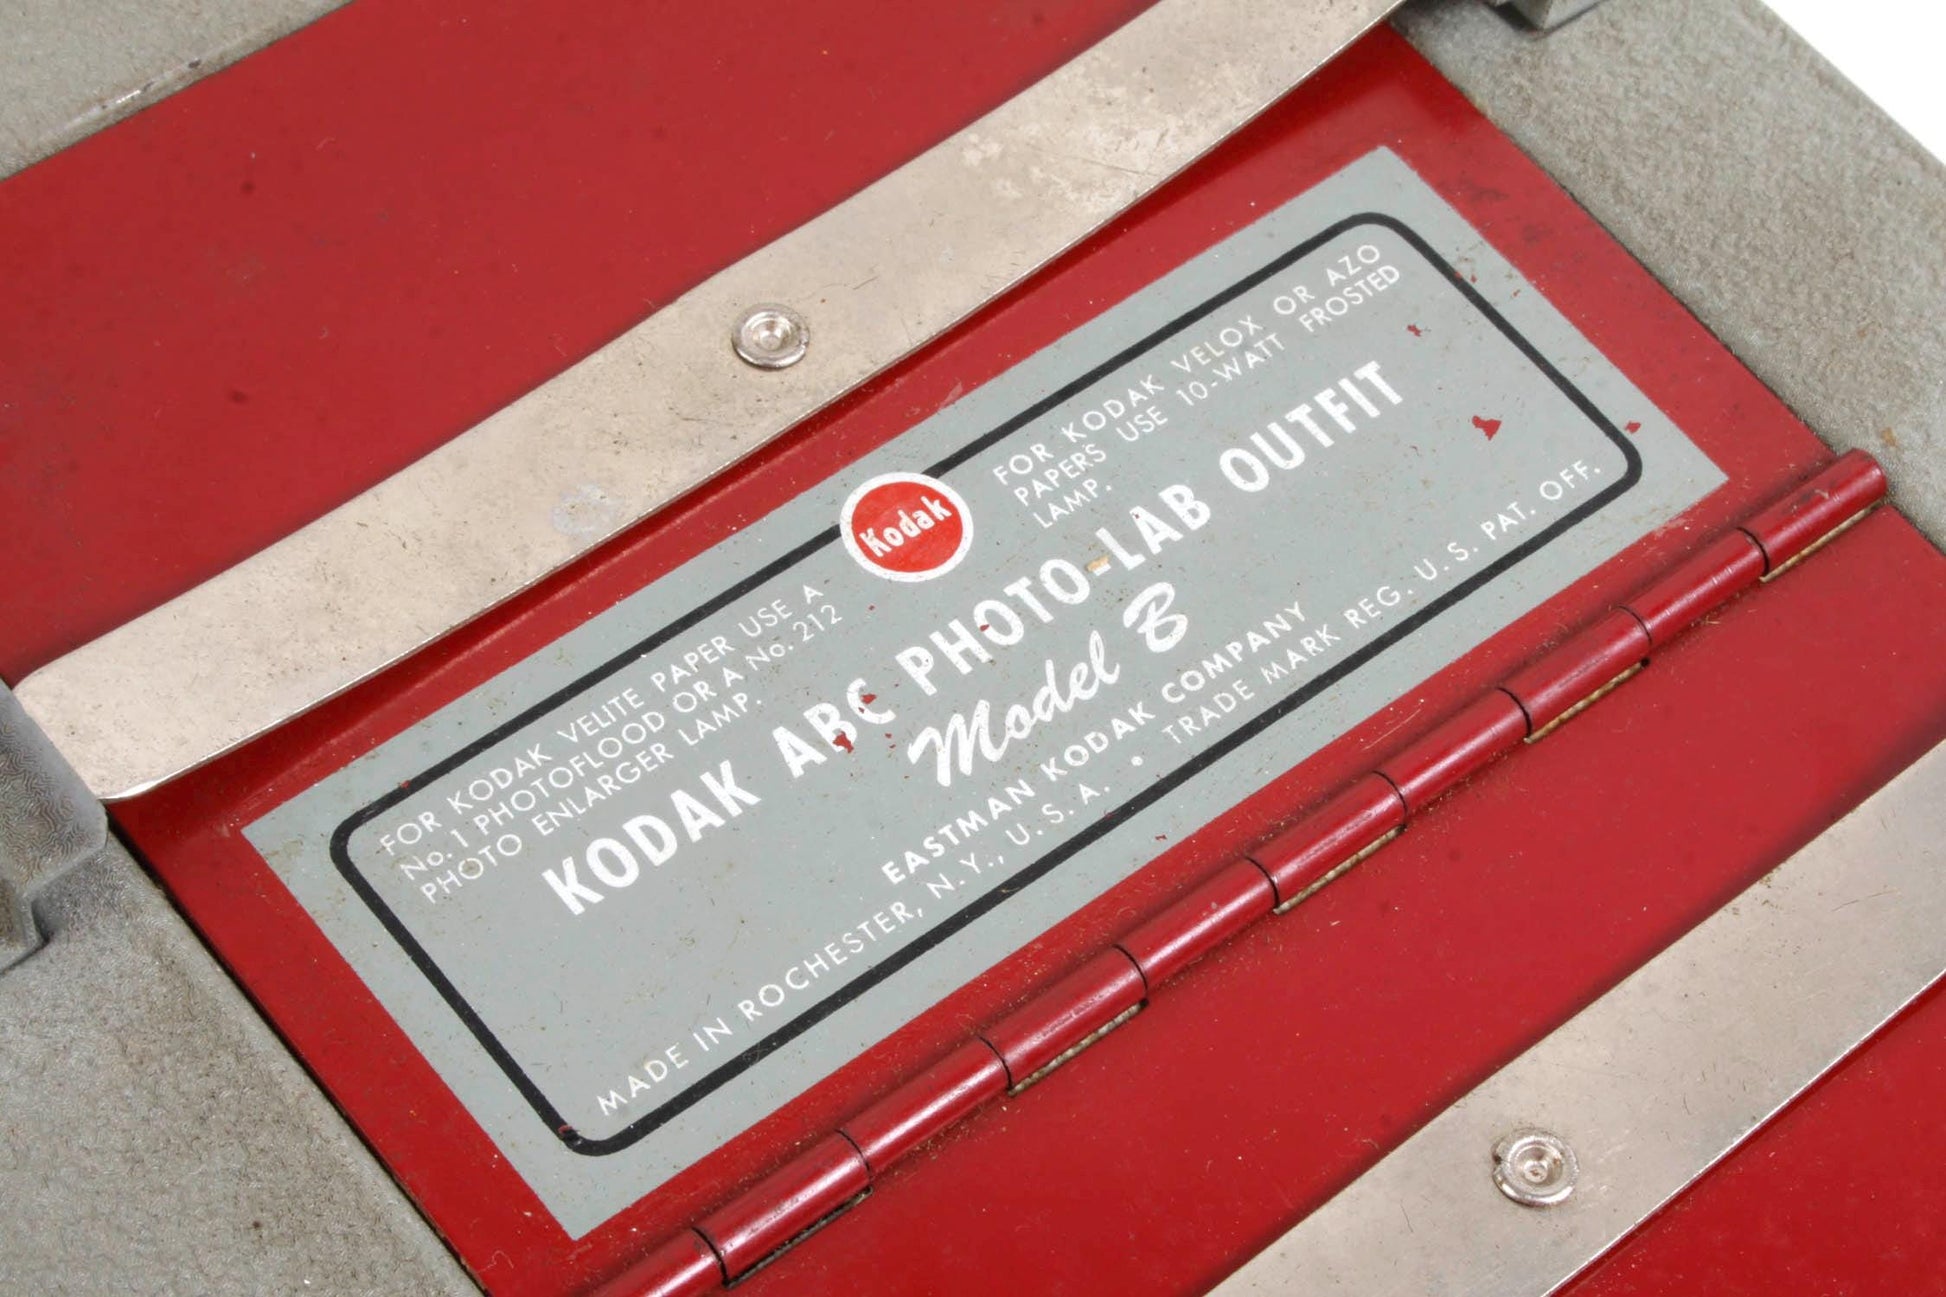 FOR KODAK VELITE PAPER USE A
No. 1 PHOTOFLOOD OR A No. 212
PHOTO ENLARGER LAMP.
Kodak
FOR KODAK VELOX OR AZO
PAPERS USE 10-WATT FROSTED
LAMP.
KODAK ABC PHOTO-LAB OUTFIT
Model B
EASTMAN KODAK COMPANY
MADE IN ROCHESTER, N.Y., U. S. A. • TRADE MARK REG. U. S. PAT. OFF.